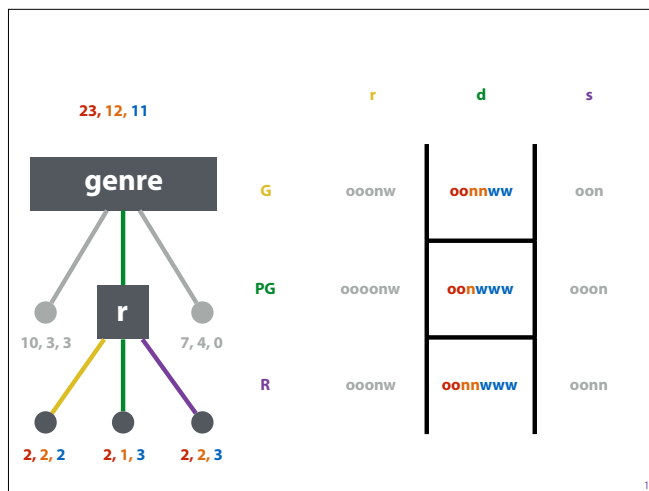 r d s
23, 12, 11
genre
G ooonw oonnww oon
PG oooonw oonwww ooon
r
10, 3, 3 7, 4, 0
R ooonw oonnwww oonn
2, 2, 2 2, 1, 3 2, 2, 3
1